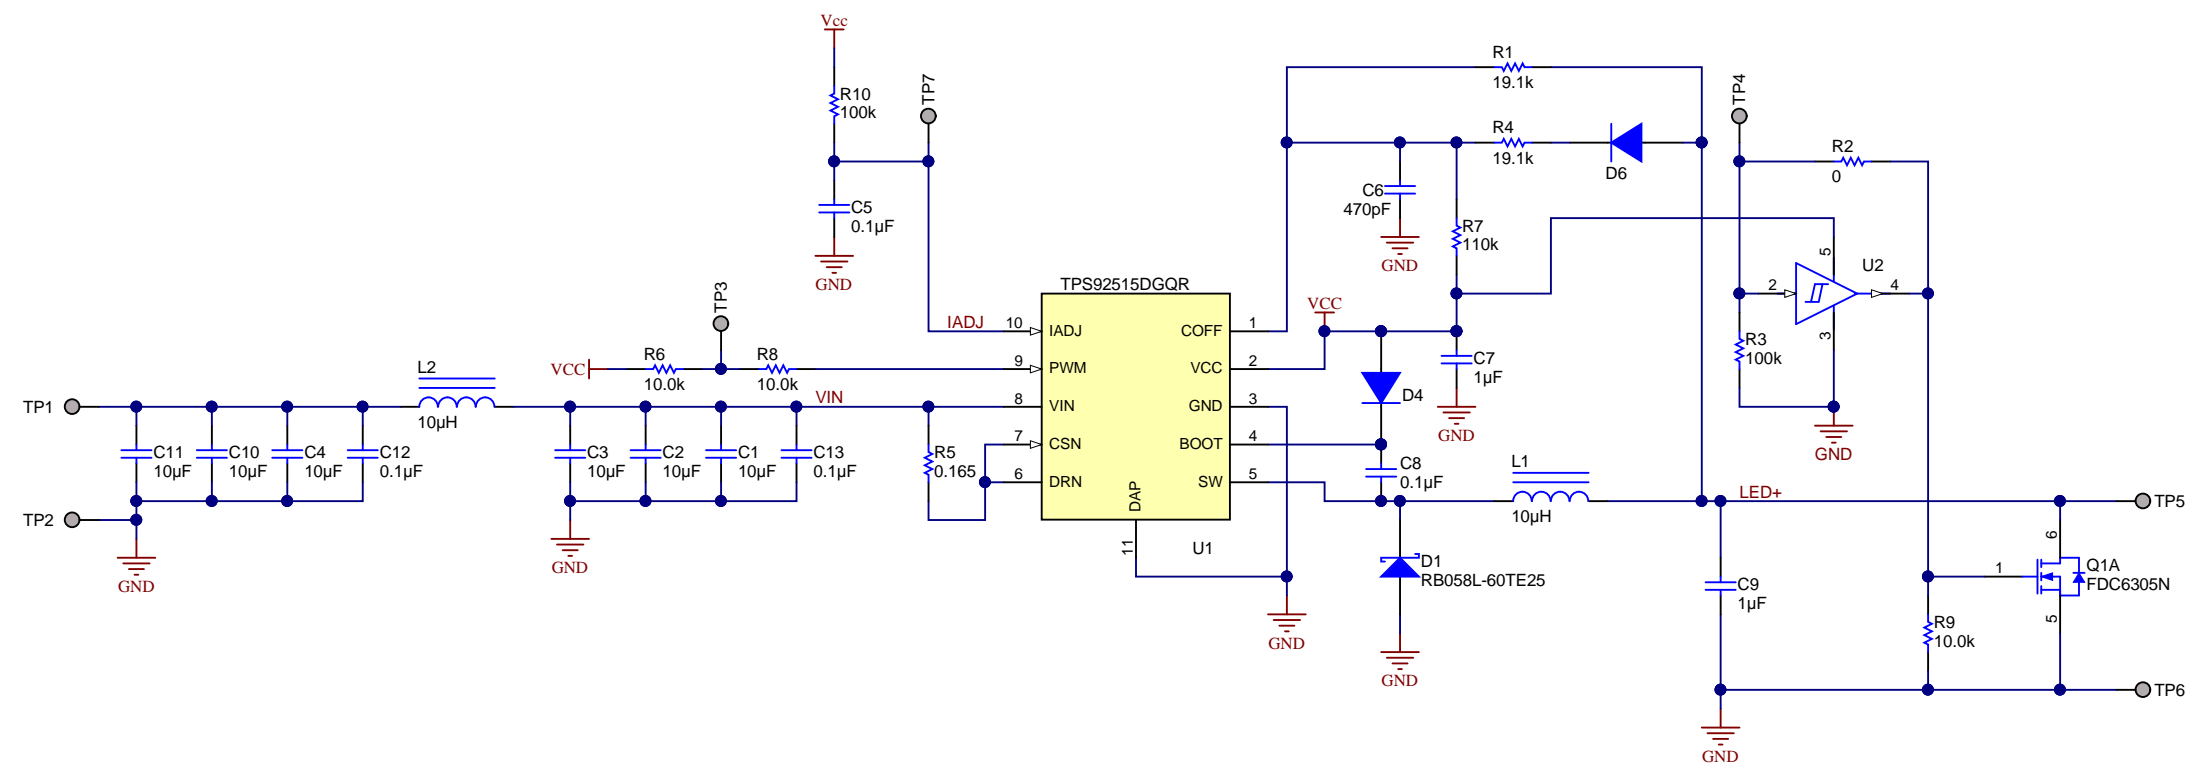 Vcc
R10
100k
TP7
C5
0.1µF
GND
TP3
VCC
R6
10.0k
R8
10.0k
IADJ
VIN
TP1
TP2
L2
10µH
C11
10µF
C10
10µF
C4
10µF
C12
0.1µF
GND
C3
10µF
C2
10µF
C1
10µF
C13
0.1µF
GND
R5
0.165
TPS92515DGQR
10 IADJ COFF 1
9 PWM VCC 2
8 VIN GND 3
7 CSN BOOT 4
6 DRN SW 5
DAP
11
U1
GND
R1
19.1k
R4
19.1k
D6
C6
470pF
GND
R7
110k
VCC
C7
1µF
GND
D4
C8
0.1µF
D1
RB058L-60TE25
GND
L1
10µH
LED+
C9
1µF
GND
TP4
R2
0
U2
2
5
4
3
R3
100k
GND
R9
10.0k
1
6
5
Q1A
FDC6305N
TP5
TP6